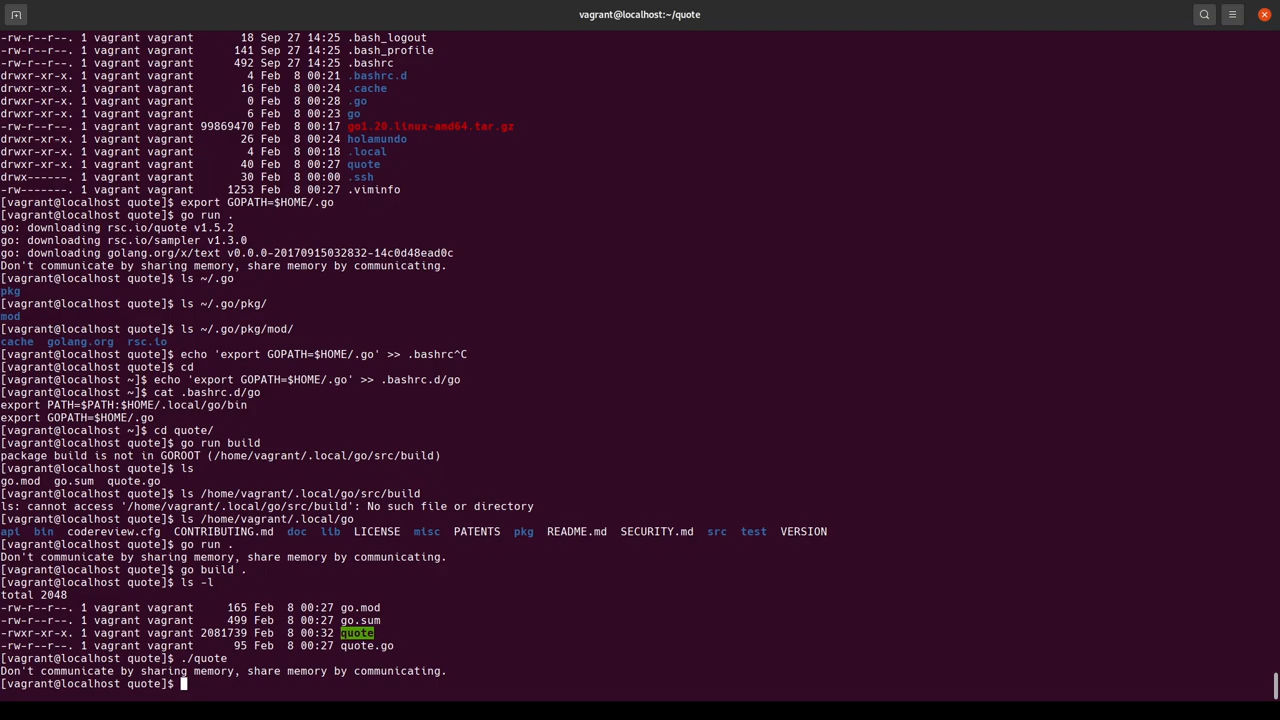 vagrant@localhost:~/quote
-rw-r--r--. 1 vagrant vagrant       18 Sep 27 14:25 .bash_logout
-rw-r--r--. 1 vagrant vagrant      141 Sep 27 14:25 .bash_profile
-rw-r--r--. 1 vagrant vagrant      492 Sep 27 14:25 .bashrc
drwxr-xr-x. 1 vagrant vagrant        4 Feb  8 00:21 .bashrc.d
drwxr-xr-x. 1 vagrant vagrant       16 Feb  8 00:24 .cache
drwxr-xr-x. 1 vagrant vagrant        0 Feb  8 00:28 .go
drwxr-xr-x. 1 vagrant vagrant        6 Feb  8 00:23 go
-rw-r--r--. 1 vagrant vagrant 99869470 Feb  8 00:17 go1.20.linux-amd64.tar.gz
drwxr-xr-x. 1 vagrant vagrant       26 Feb  8 00:24 holamundo
drwxr-xr-x. 1 vagrant vagrant        4 Feb  8 00:18 .local
drwxr-xr-x. 1 vagrant vagrant       40 Feb  8 00:27 quote
drwx------. 1 vagrant vagrant       30 Feb  8 00:00 .ssh
-rw-------. 1 vagrant vagrant     1253 Feb  8 00:27 .viminfo
[vagrant@localhost quote]$ export GOPATH=$HOME/.go
[vagrant@localhost quote]$ go run .
go: downloading rsc.io/quote v1.5.2
go: downloading rsc.io/sampler v1.3.0
go: downloading golang.org/x/text v0.0.0-20170915032832-14c0d48ead0c
Don't communicate by sharing memory, share memory by communicating.
[vagrant@localhost quote]$ ls ~/.go
pkg
[vagrant@localhost quote]$ ls ~/.go/pkg/
mod
[vagrant@localhost quote]$ ls ~/.go/pkg/mod/
cache  golang.org  rsc.io
[vagrant@localhost quote]$ echo 'export GOPATH=$HOME/.go' >> .bashrc^C
[vagrant@localhost quote]$ cd
[vagrant@localhost ~]$ echo 'export GOPATH=$HOME/.go' >> .bashrc.d/go
[vagrant@localhost ~]$ cat .bashrc.d/go
export PATH=$PATH:$HOME/.local/go/bin
export GOPATH=$HOME/.go
[vagrant@localhost ~]$ cd quote/
[vagrant@localhost quote]$ go run build
package build is not in GOROOT (/home/vagrant/.local/go/src/build)
[vagrant@localhost quote]$ ls
go.mod  go.sum  quote.go
[vagrant@localhost quote]$ ls /home/vagrant/.local/go/src/build
ls: cannot access '/home/vagrant/.local/go/src/build': No such file or directory
[vagrant@localhost quote]$ ls /home/vagrant/.local/go
api  bin  codereview.cfg  CONTRIBUTING.md  doc  lib  LICENSE  misc  PATENTS  pkg  README.md  SECURITY.md  src  test  VERSION
[vagrant@localhost quote]$ go run .
Don't communicate by sharing memory, share memory by communicating.
[vagrant@localhost quote]$ go build .
[vagrant@localhost quote]$ ls -l
total 2048
-rw-r--r--. 1 vagrant vagrant     165 Feb  8 00:27 go.mod
-rw-r--r--. 1 vagrant vagrant     499 Feb  8 00:27 go.sum
-rwxr-xr-x. 1 vagrant vagrant 2081739 Feb  8 00:32 quote
-rw-r--r--. 1 vagrant vagrant      95 Feb  8 00:27 quote.go
[vagrant@localhost quote]$ ./quote
Don't communicate by sharing memory, share memory by communicating.
[vagrant@localhost quote]$